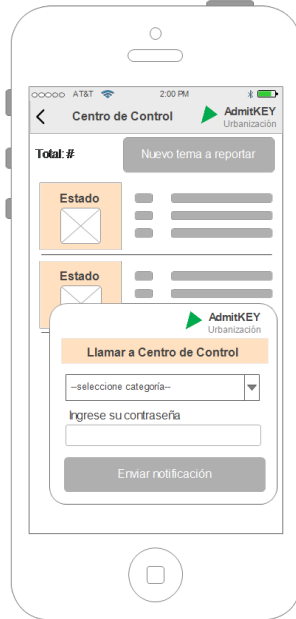 AT&T 2:00 PM
Centro de Control
AdmitKEY
Urbanización
Total: #
Nuevo tema a reportar
Estado
Estado
AdmitKEY
Urbanización
Llamar a Centro de Control
--seleccione categoría--
Ingrese su contraseña
Enviar notificación